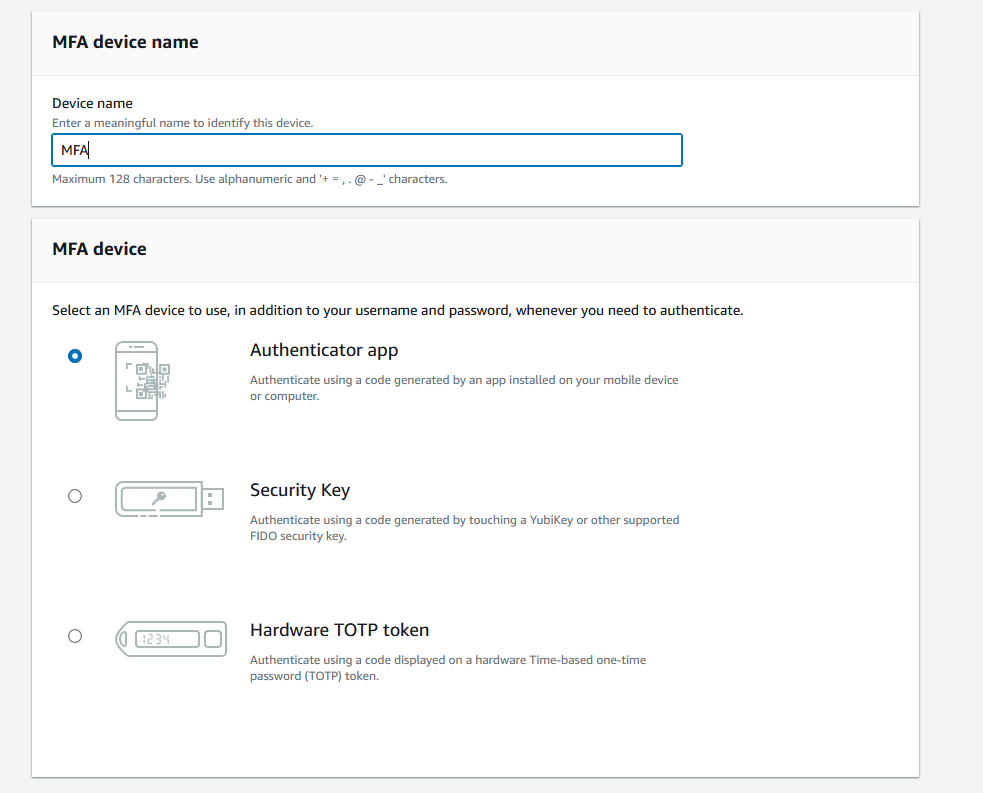 MFA device name
Device name
Enter a meaningful name to identify this device.
MFA
Maximum 128 characters. Use alphanumeric and '+ = , . @ - _' characters.
MFA device
Select an MFA device to use, in addition to your username and password, whenever you need to authenticate.
Authenticator app
Authenticate using a code generated by an app installed on your mobile device
or computer.
Security Key
Authenticate using a code generated by touching a YubiKey or other supported
FIDO security key.
1234
Hardware TOTP token
Authenticate using a code displayed on a hardware Time-based one-time
password (TOTP) token.